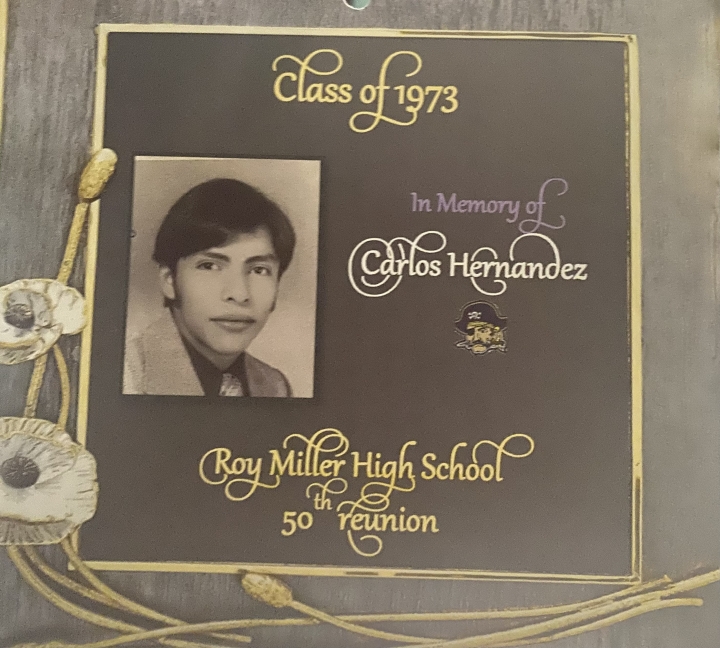 Class of 1973
In Memory of
Carlos Hernandez
Roy Miller High School
50th reunion